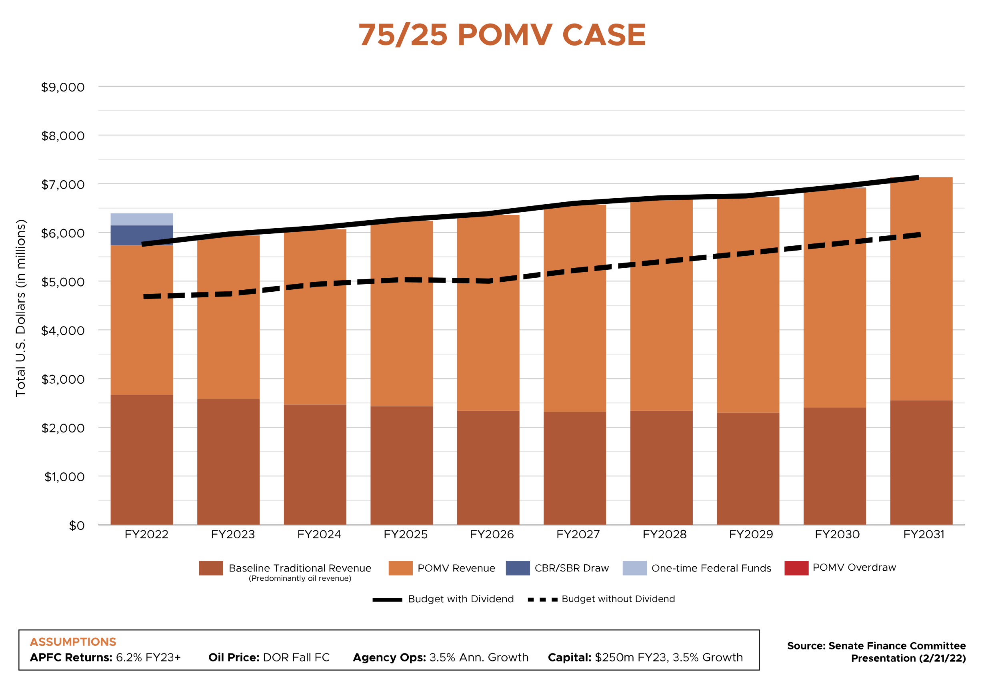 75/25 POMV CASE
Total U.S. Dollars (in millions)
$9,000
$8,000
$7,000
$6,000
$5,000
$4,000
$3,000
$2,000
$1,000
$0
FY2022 FY2023 FY2024 FY2025 FY2026 FY2027 FY2028 FY2029 FY2030 FY2031
Baseline Traditional Revenue POMV Revenue CBR/SBR Draw One-time Federal Funds POMV Overdraw
(Predominantly oil revenue)
Budget with Dividend Budget without Dividend
ASSUMPTIONS
APFC Returns: 6.2% FY23+ Oil Price: DOR Fall FC Agency Ops: 3.5% Ann. Growth Capital: $250m FY23, 3.5% Growth
Source: Senate Finance Committee
Presentation (2/21/22)